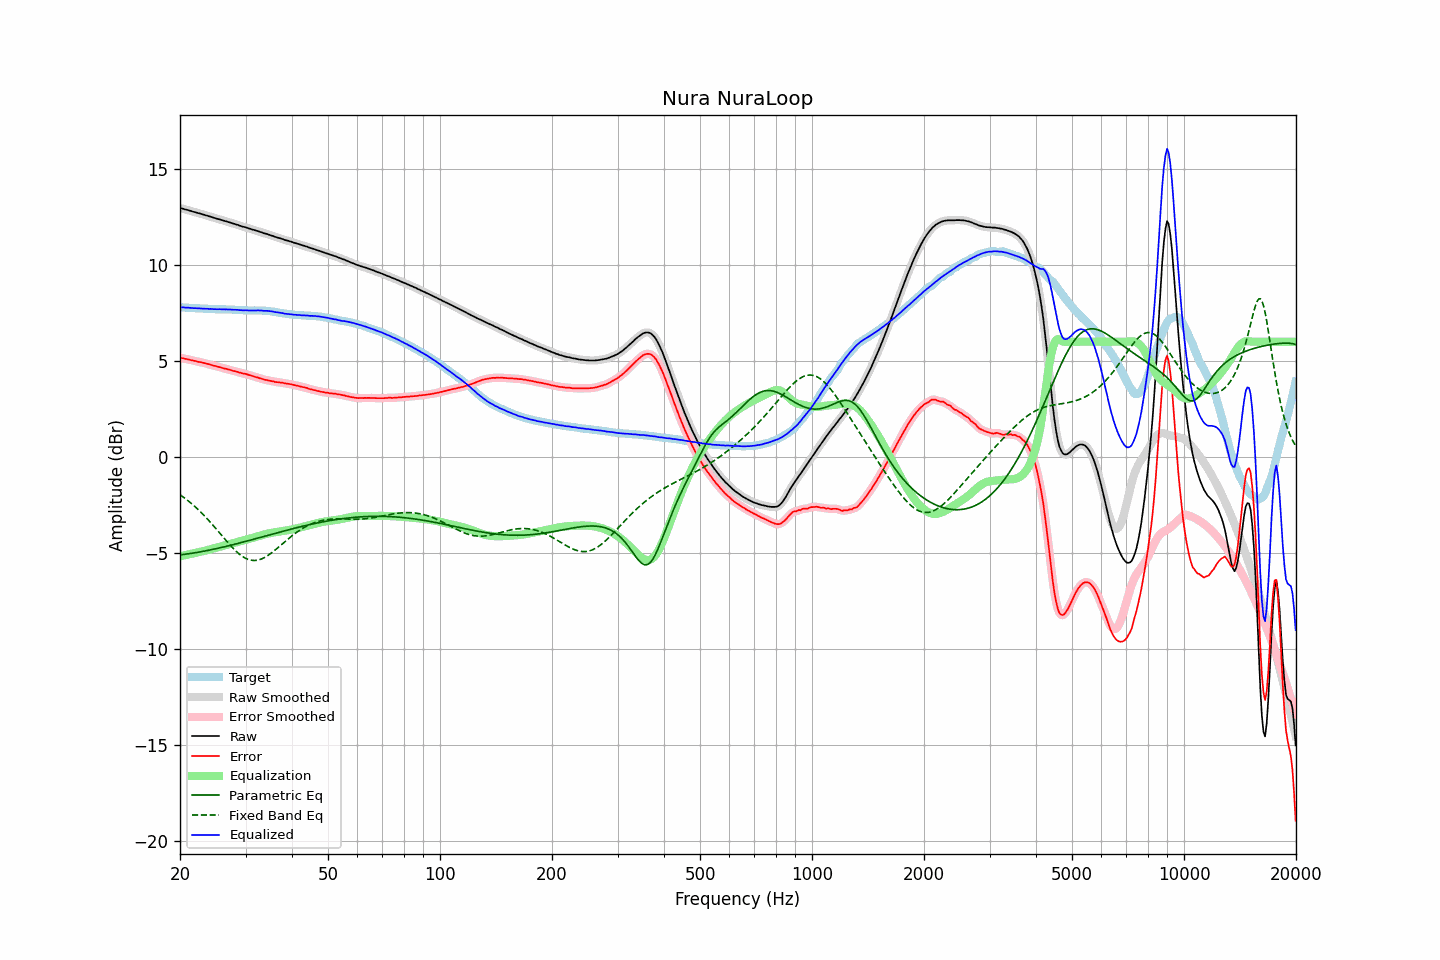 Nura NuraLoop
15
10
5
0
−5
−10
−15
−20
Amplitude (dBr)
Target
Raw Smoothed
Error Smoothed
Raw
Error
Equalization
Parametric Eq
Fixed Band Eq
Equalized
20 50 100 200 500 1000 2000 5000 10000 20000
Frequency (Hz)